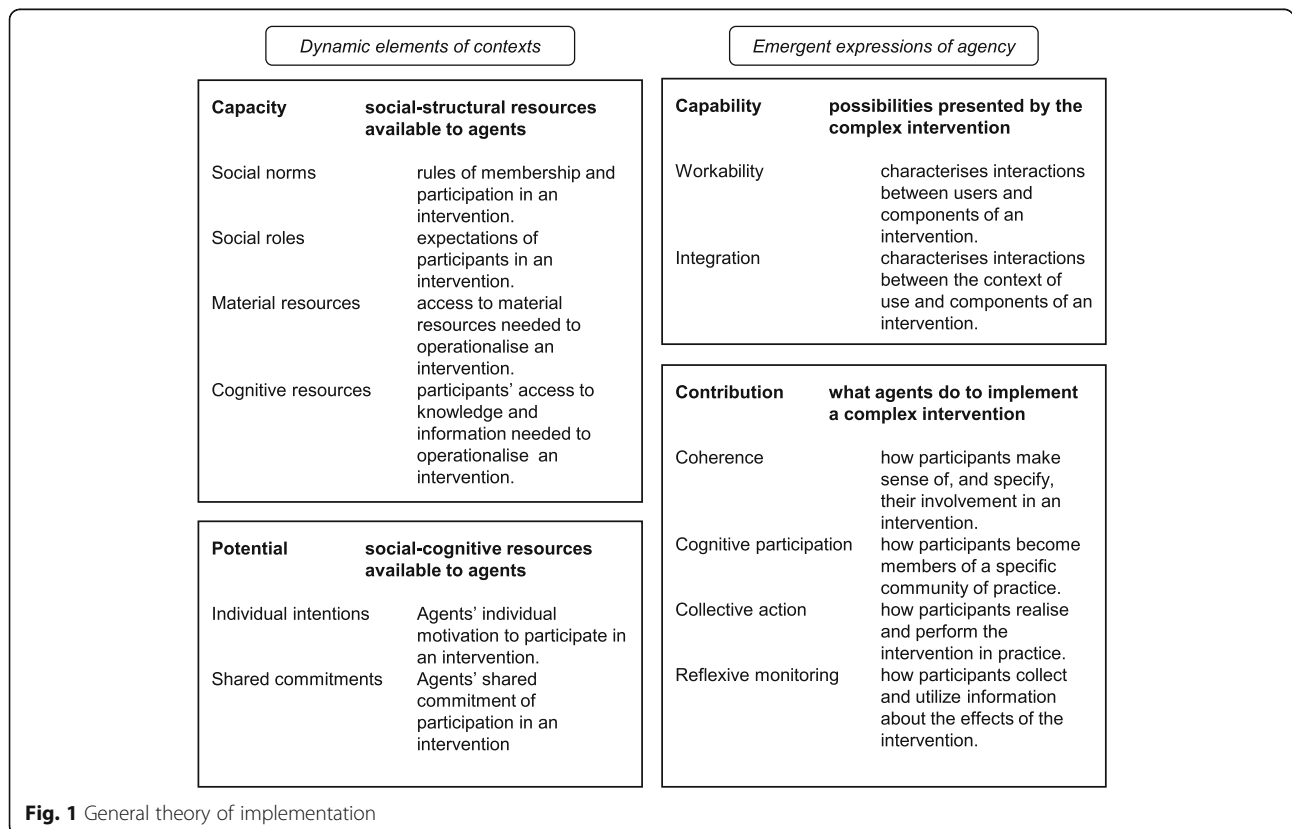 Dynamic elements of contexts
Capacity social-structural resources
available to agents
Social norms rules of membership and
participation in an
intervention.
Social roles expectations of
participants in an
intervention.
Material resources access to material
resources needed to
operationalise an
intervention.
Cognitive resources participants' access to
knowledge and
information needed to
operationalise an
intervention.
Potential social-cognitive resources
available to agents
Individual intentions Agents' individual
motivation to participate in
an intervention.
Shared commitments Agents' shared
commitment of
participation in an
intervention
Emergent expressions of agency
Capability possibilities presented by the
complex intervention
Workability characterises interactions
between users and
components of an
intervention.
Integration characterises interactions
between the context of
use and components of an
intervention.
Contribution what agents do to implement
a complex intervention
Coherence how participants make
sense of, and specify,
their involvement in an
intervention.
Cognitive participation how participants become
members of a specific
community of practice.
Collective action how participants realise
and perform the
intervention in practice.
Reflexive monitoring how participants collect
and utilize information
about the effects of the
intervention.
Fig. 1 General theory of implementation